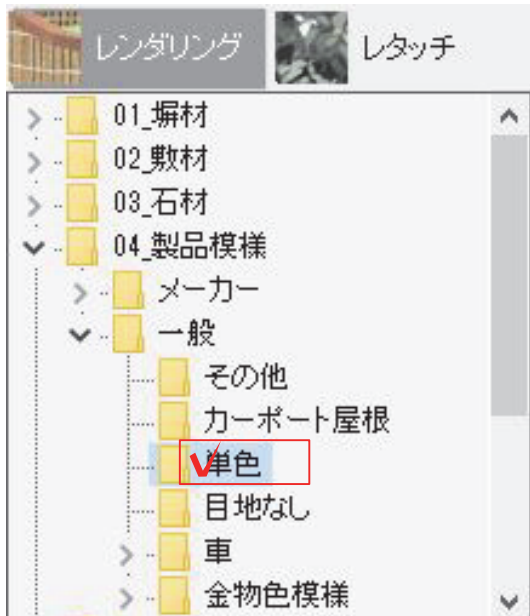 レンダリング レタッチ
01_塀材
02_敷材
03_石材
04_製品模様
メーカー
一般
その他
カーポート屋根
単色
目地なし
車
金物色模様